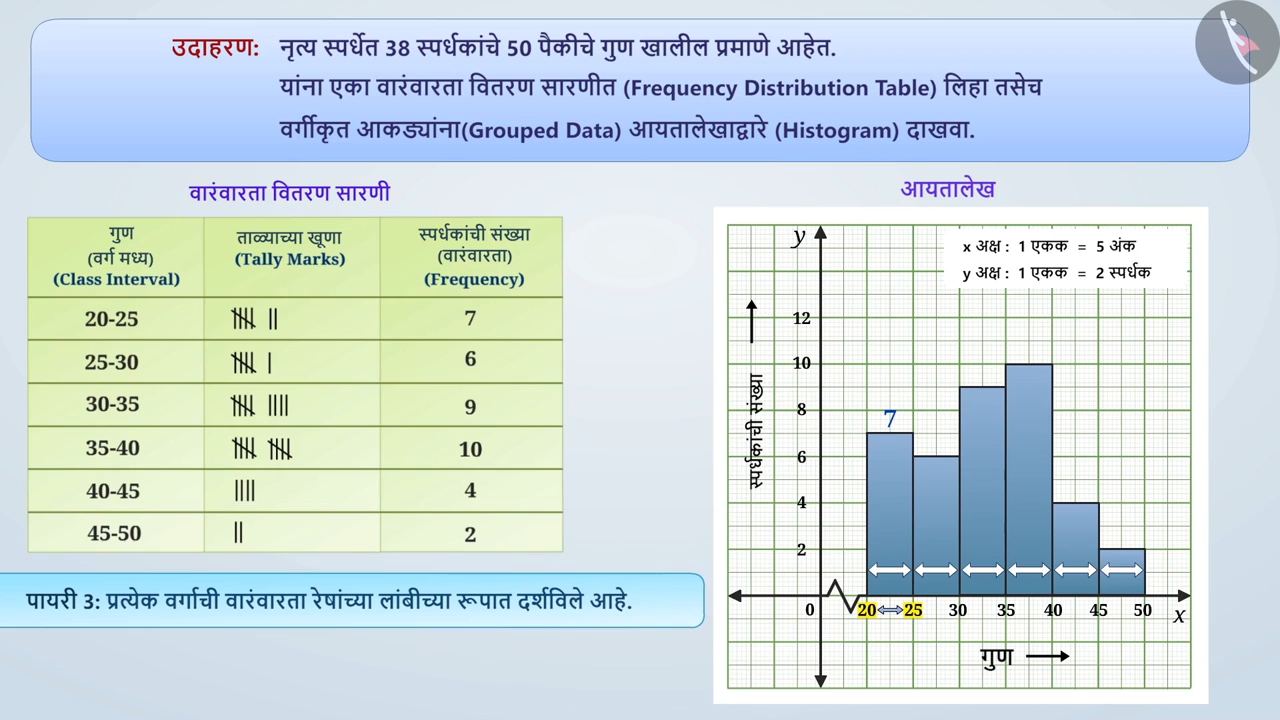 उदाहरण: नृत्य स्पर्धेत 38 स्पर्धकांचे 50 पैकीचे गुण खालील प्रमाणे आहेत.
यांना एका वारंवारता वितरण सारणीत (Frequency Distribution Table) लिहा तसेच
वर्गीकृत आकड्यांना(Grouped Data) आयतालेखाद्वारे (Histogram) दाखवा.
वारंवारता वितरण सारणी
गुण (वर्ग मध्य) (Class Interval) ताळ्याच्या खूणा (Tally Marks) स्पर्धकांची संख्या (वारंवारता) (Frequency)
20-25 7
25-30 6
30-35 9
35-40 10
40-45 4
45-50 2
पायरी 3: प्रत्येक वर्गाची वारंवारता रेषांच्या लांबीच्या रूपात दर्शविले आहे.
आयतालेख
x अक्ष : 1 एकक = 5 अंक
y अक्ष : 1 एकक = 2 स्पर्धक
y
12
10
8
6
4
2
स्पर्धकांची संख्या
7
0 20 25 30 35 40 45 50 x
गुण